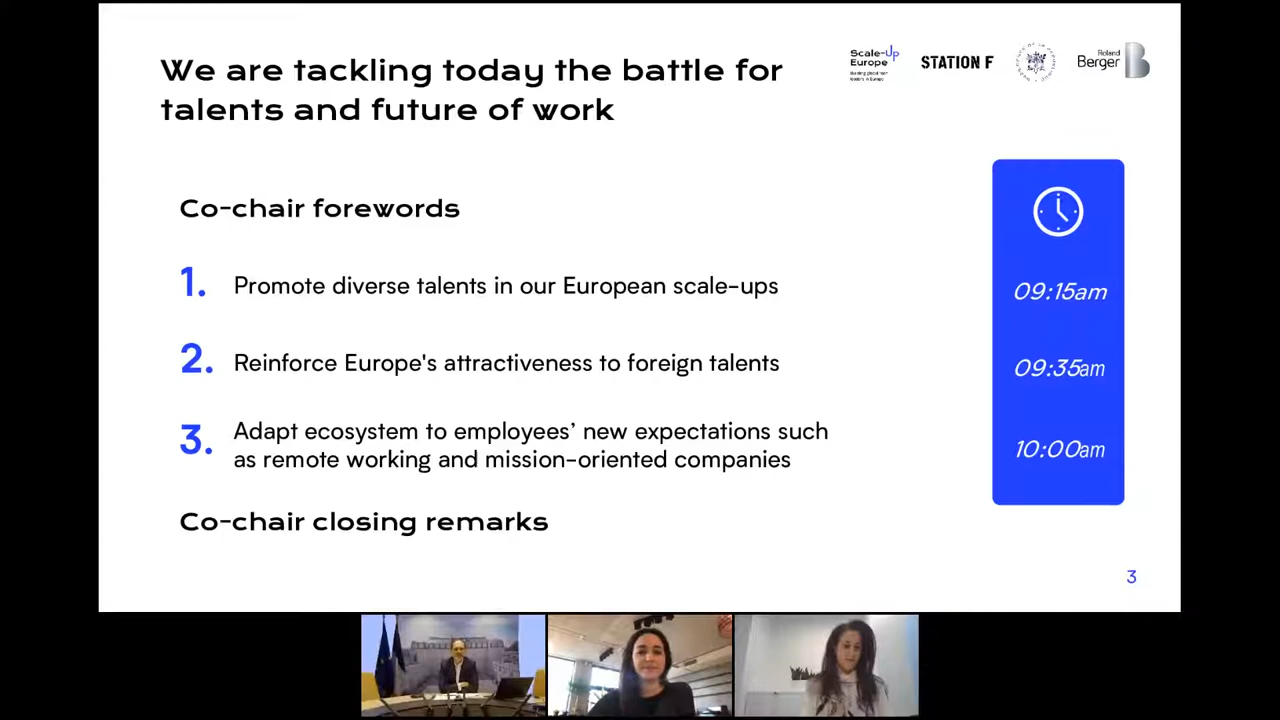 We are tackling today the battle for
talents and future of work
Scale-Up
Europe
STATION F
Roland
Berger
Co-chair forewords
1. Promote diverse talents in our European scale-ups
09:15am
2. Reinforce Europe's attractiveness to foreign talents
09:35am
3. Adapt ecosystem to employees’ new expectations such
as remote working and mission-oriented companies
10:00am
Co-chair closing remarks
3